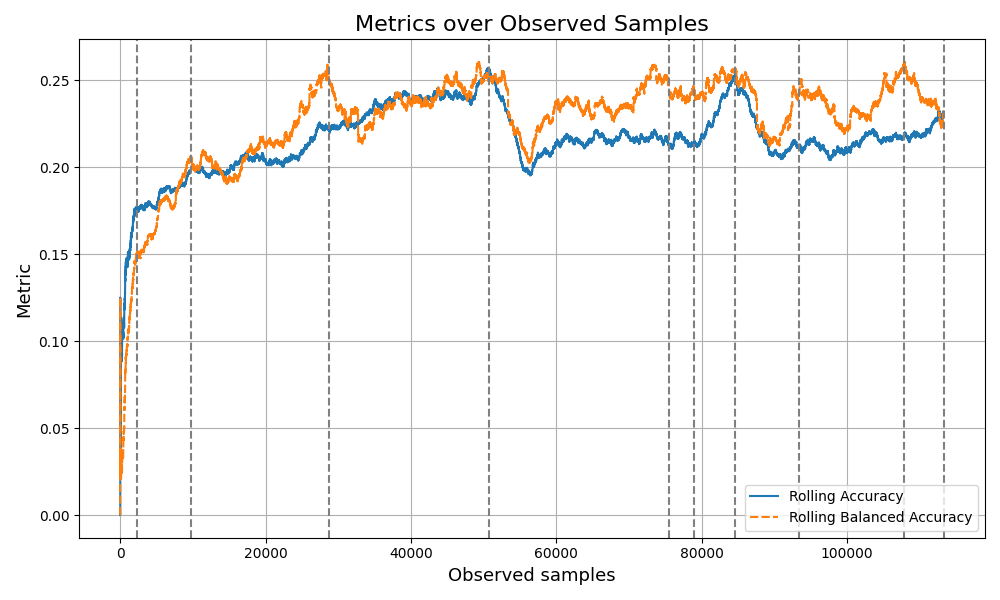 Metrics over Observed Samples
Metric
0.25
0.20
0.15
0.10
0.05
0.00
0
20000
40000
60000
80000
100000
Observed samples
Rolling Accuracy
Rolling Balanced Accuracy